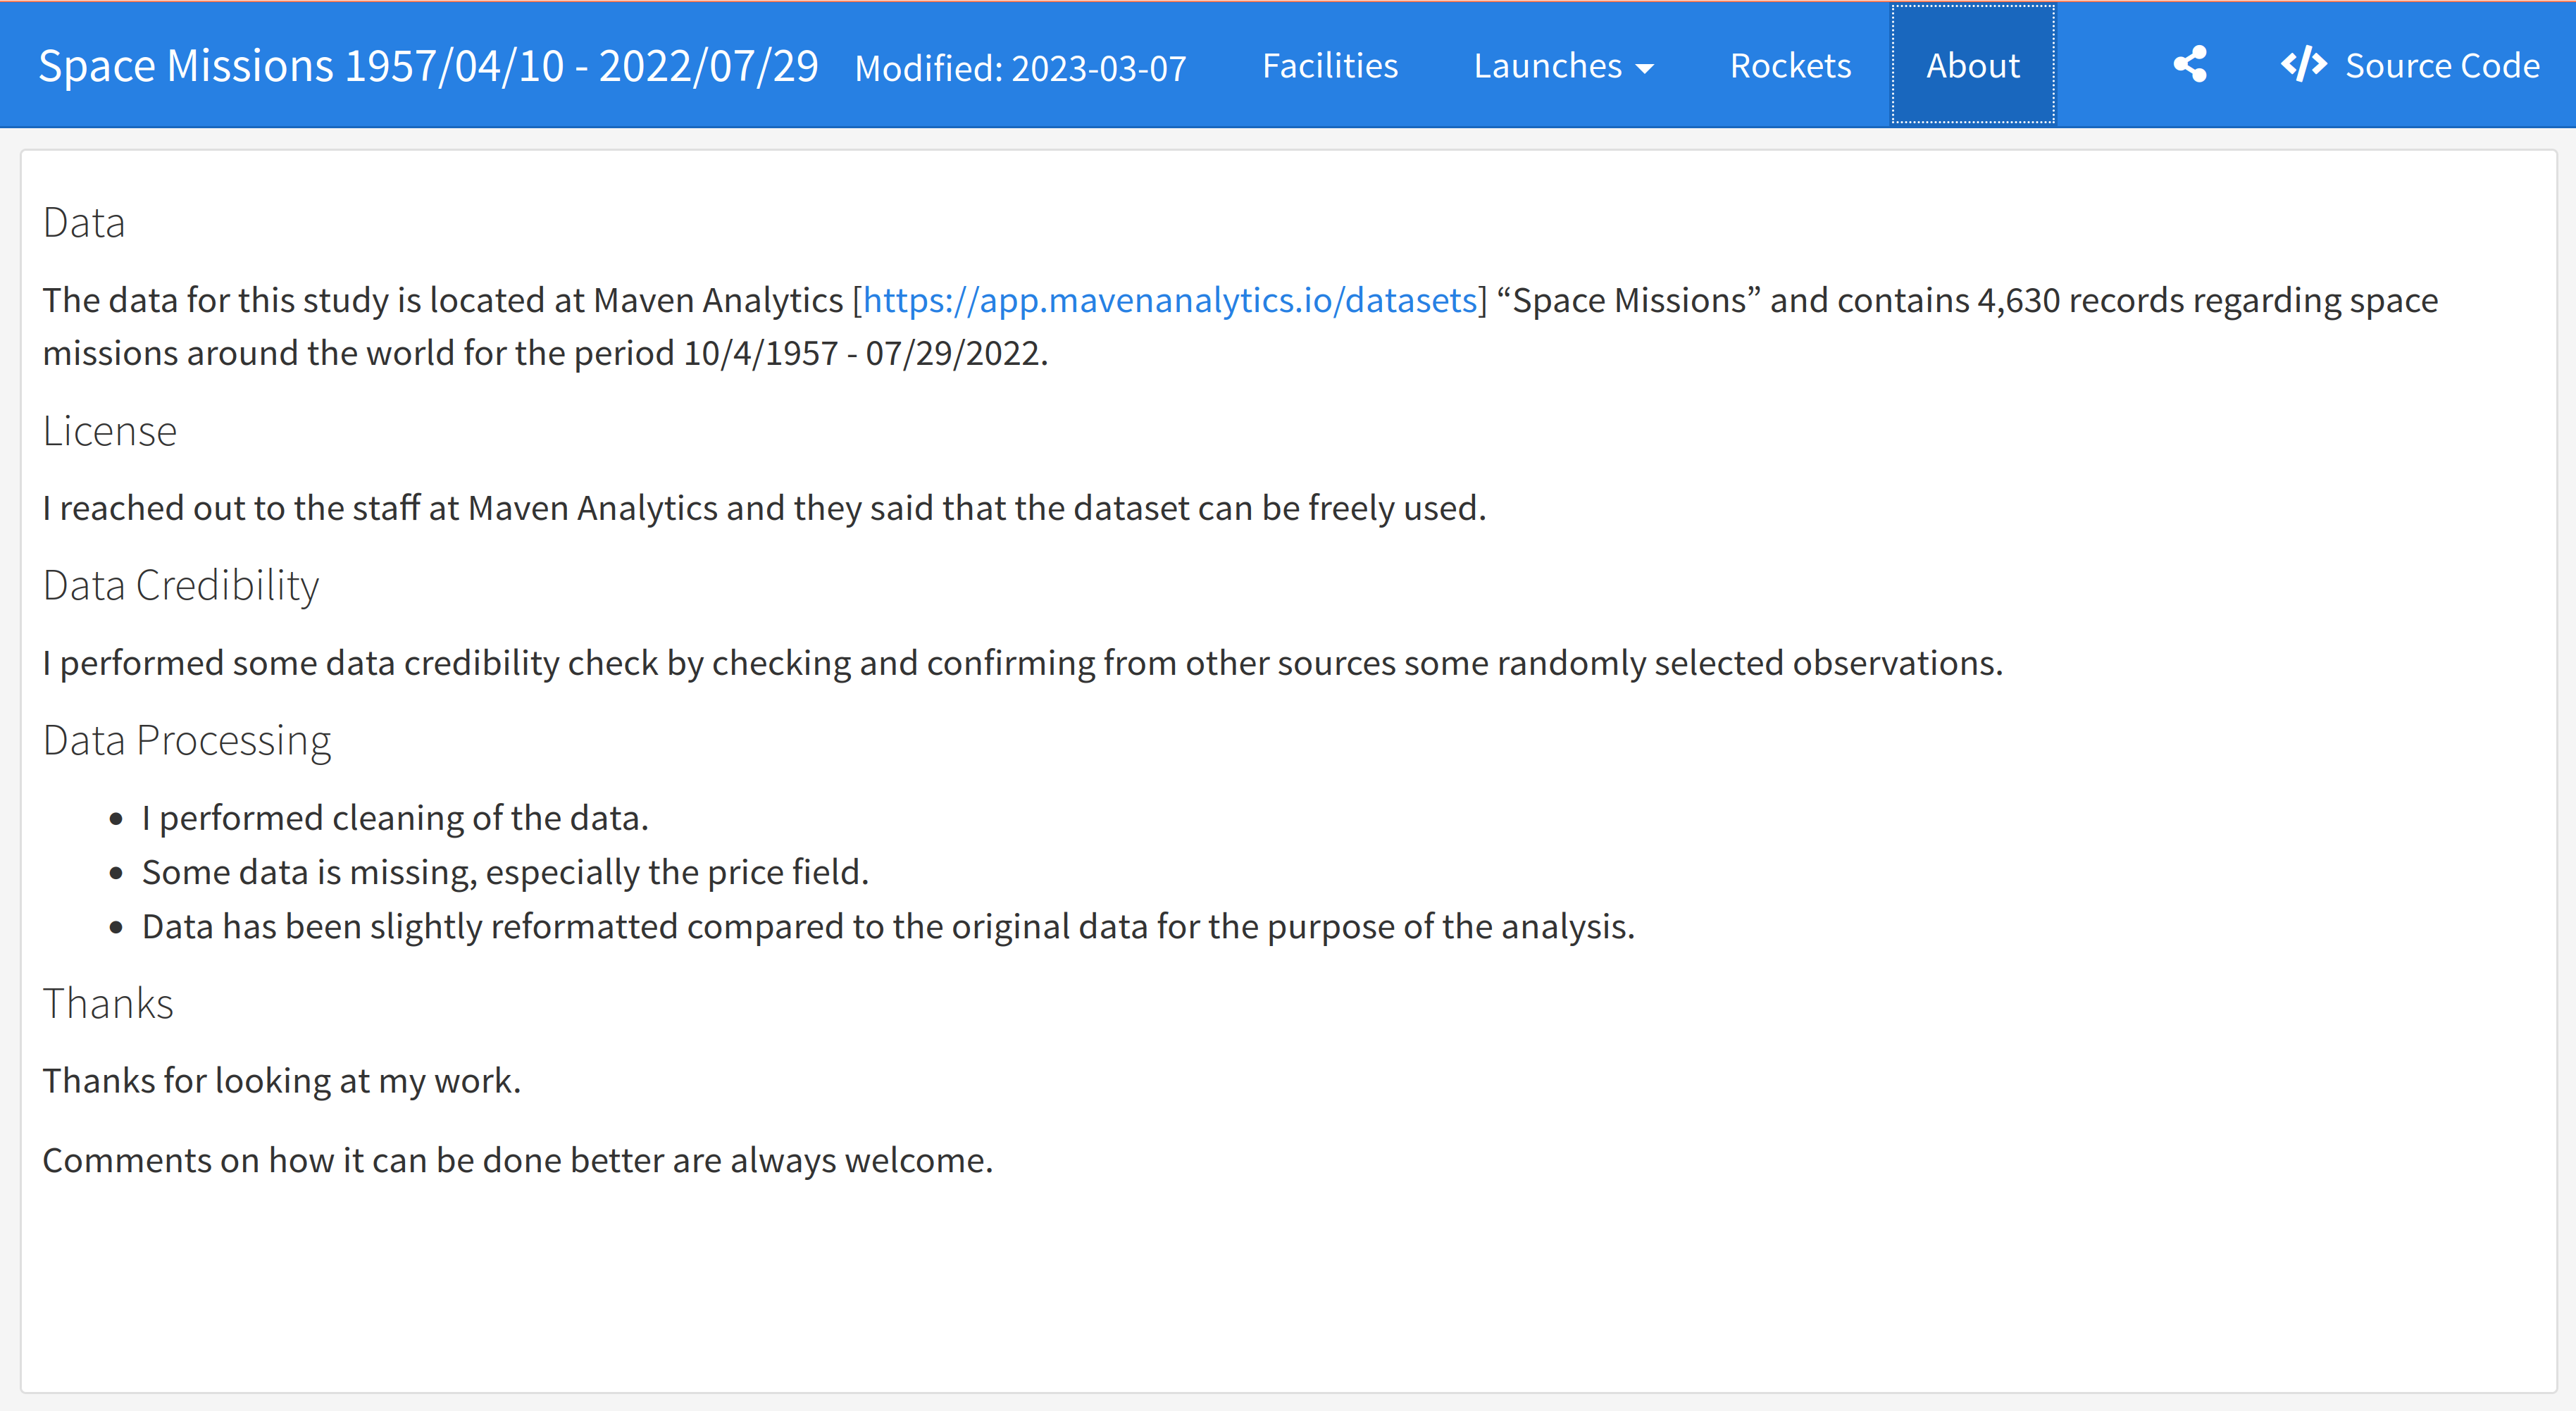 Space Missions 1957/04/10 - 2022/07/29 Modified: 2023-03-07 Facilities Launches Rockets About Source Code
Data
The data for this study is located at Maven Analytics [https://app.mavenanalytics.io/datasets] “Space Missions” and contains 4,630 records regarding space
missions around the world for the period 10/4/1957 - 07/29/2022.
License
I reached out to the staff at Maven Analytics and they said that the dataset can be freely used.
Data Credibility
I performed some data credibility check by checking and confirming from other sources some randomly selected observations.
Data Processing
• I performed cleaning of the data.
• Some data is missing, especially the price field.
• Data has been slightly reformatted compared to the original data for the purpose of the analysis.
Thanks
Thanks for looking at my work.
Comments on how it can be done better are always welcome.